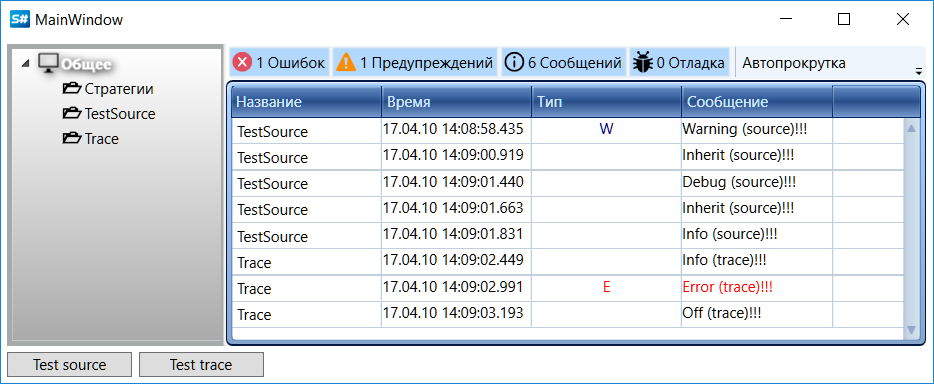 S# MainWindow
Общее
Стратегии
TestSource
Trace
1 Ошибок 1 Предупреждений 6 Сообщений 0 Отладка Автопрокрутка
Название Время Тип Сообщение
TestSource 17.04.10 14:08:58.435 W Warning (source)!!!
TestSource 17.04.10 14:09:00.919 Inherit (source)!!!
TestSource 17.04.10 14:09:01.440 Debug (source)!!!
TestSource 17.04.10 14:09:01.663 Inherit (source)!!!
TestSource 17.04.10 14:09:01.831 Info (source)!!!
Trace 17.04.10 14:09:02.449 Info (trace)!!!
Trace 17.04.10 14:09:02.991 E Error (trace)!!!
Trace 17.04.10 14:09:03.193 Off (trace)!!!
Test source Test trace